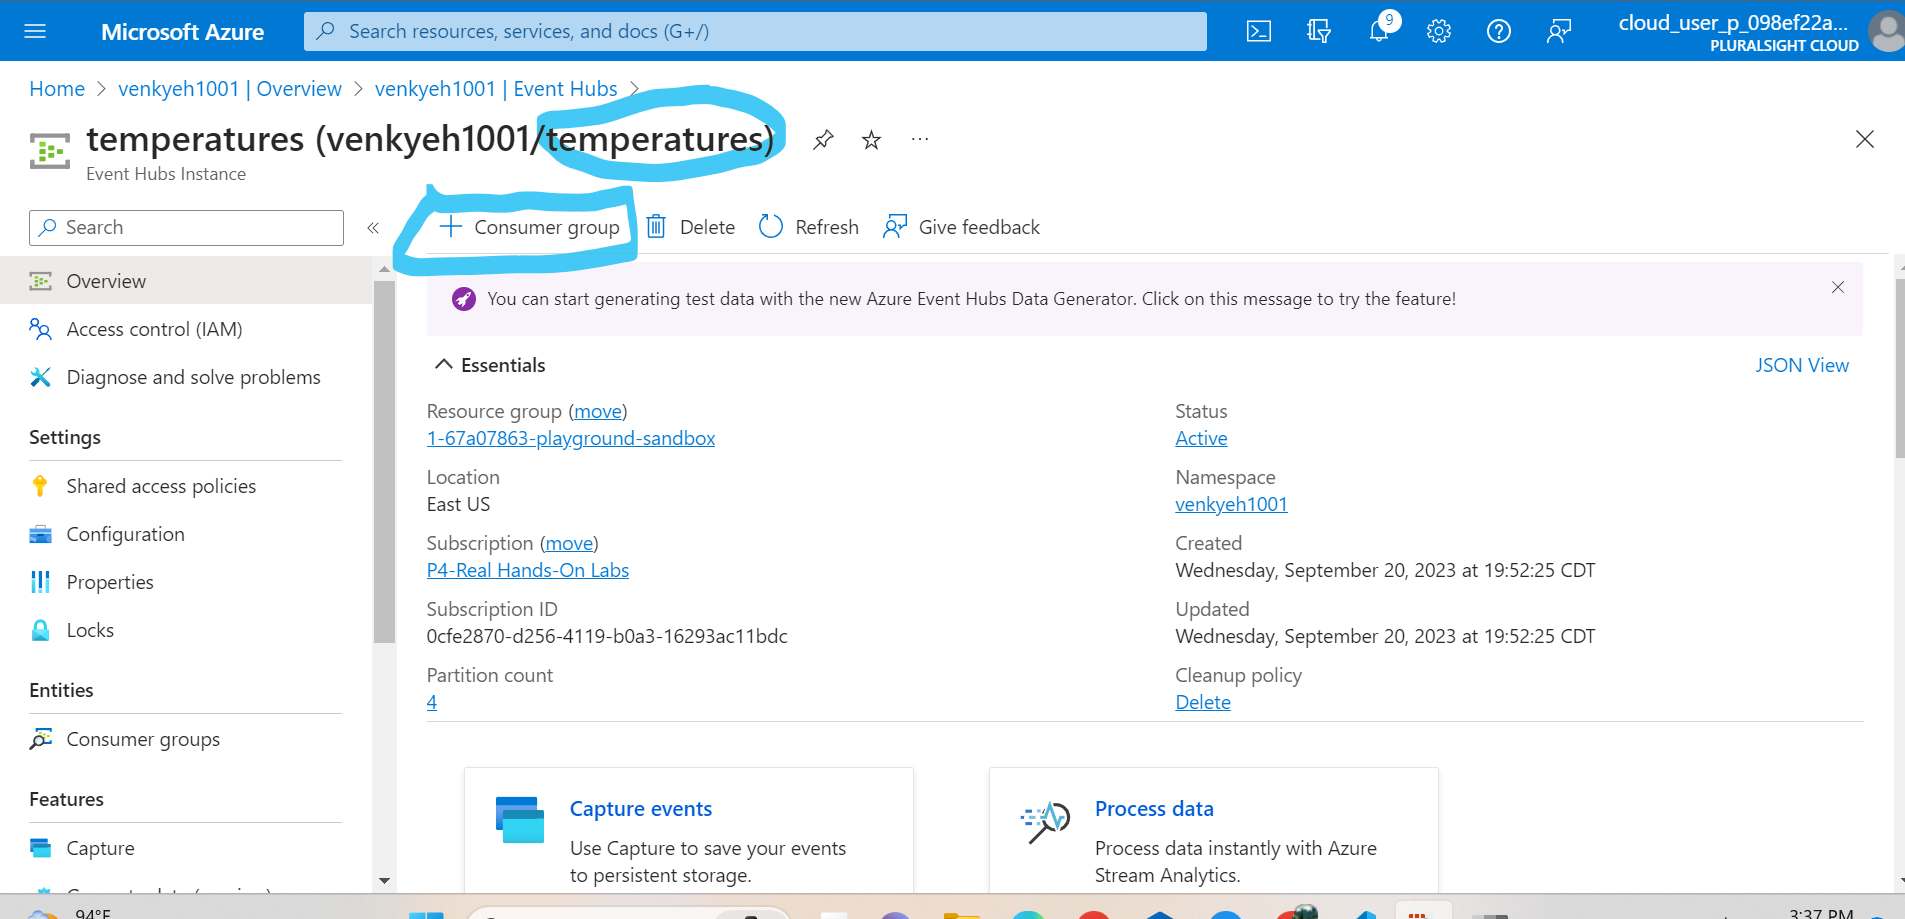 Microsoft Azure
Search resources, services, and docs (G+/)
9
cloud_user_p_098ef22a...
PLURALSIGHT CLOUD
Home > venkyeh1001 | Overview > venkyeh1001 | Event Hubs >
temperatures (venkyeh1001/temperatures)
...
Event Hubs Instance
Search
«
+ Consumer group
Delete
Refresh
Give feedback
Overview
Access control (IAM)
Diagnose and solve problems
Settings
Shared access policies
Configuration
Properties
Locks
Entities
Consumer groups
Features
Capture
You can start generating test data with the new Azure Event Hubs Data Generator. Click on this message to try the feature!
Essentials
JSON View
Resource group (move)
1-67a07863-playground-sandbox
Location
East US
Subscription (move)
P4-Real Hands-On Labs
Subscription ID
0cfe2870-d256-4119-b0a3-16293ac11bdc
Partition count
4
Status
Active
Namespace
venkyeh1001
Created
Wednesday, September 20, 2023 at 19:52:25 CDT
Updated
Wednesday, September 20, 2023 at 19:52:25 CDT
Cleanup policy
Delete
Capture events
Use Capture to save your events
to persistent storage.
Process data
Process data instantly with Azure
Stream Analytics.
94°F
3:37 PM